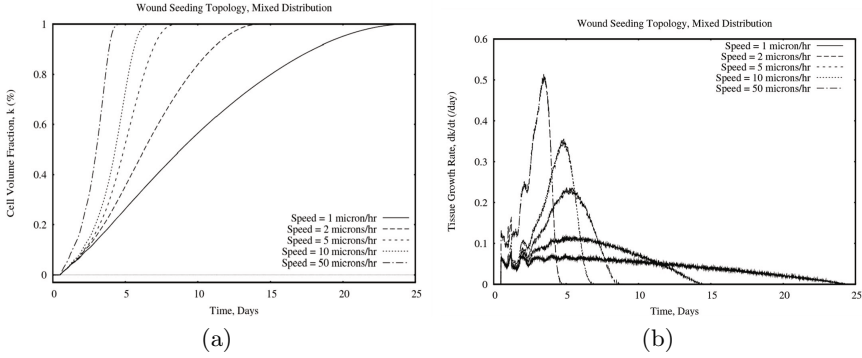 Wound Seeding Topology, Mixed Distribution
Cell Volume Fraction, k (%)
1
0.8
0.6
0.4
0.2
0
Speed = 1 micron/hr
Speed = 2 micron/hr
Speed = 5 micron/hr
Speed = 10 micron/hr
Speed = 50 microns/hr
0 5 10 15 20 25
Time, Days
(a)
Wound Seeding Topology, Mixed Distribution
Tissue Growth Rate, dk/dt (/day)
0.6
0.5
0.4
0.3
0.2
0.1
0
Speed = 1 micron/hr
Speed = 2 microns/hr
Speed = 5 microns/hr
Speed = 10 microns/hr
Speed = 50 microns/hr
0 5 10 15 20 25
Time, Days
(b)